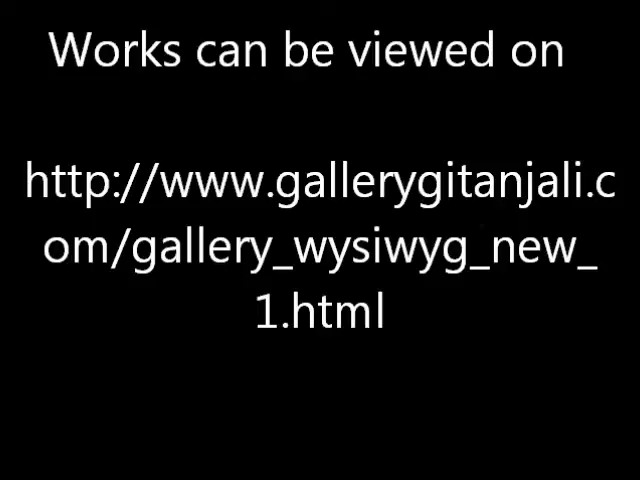 Works can be viewed on
http://www.gallerygitanjali.c
om/gallery_wysiwyg_new_
1.html